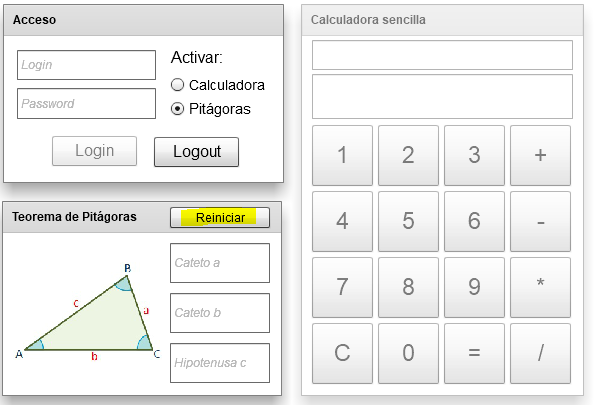 Acceso
Login
Password
Activar:
Calculadora
Pitágoras
Login Logout
Teorema de Pitágoras Reiniciar
B
c a
A b C
Cateto a
Cateto b
Hipotenusa c
Calculadora sencilla
1 2 3 +
4 5 6 -
7 8 9 *
C 0 = /